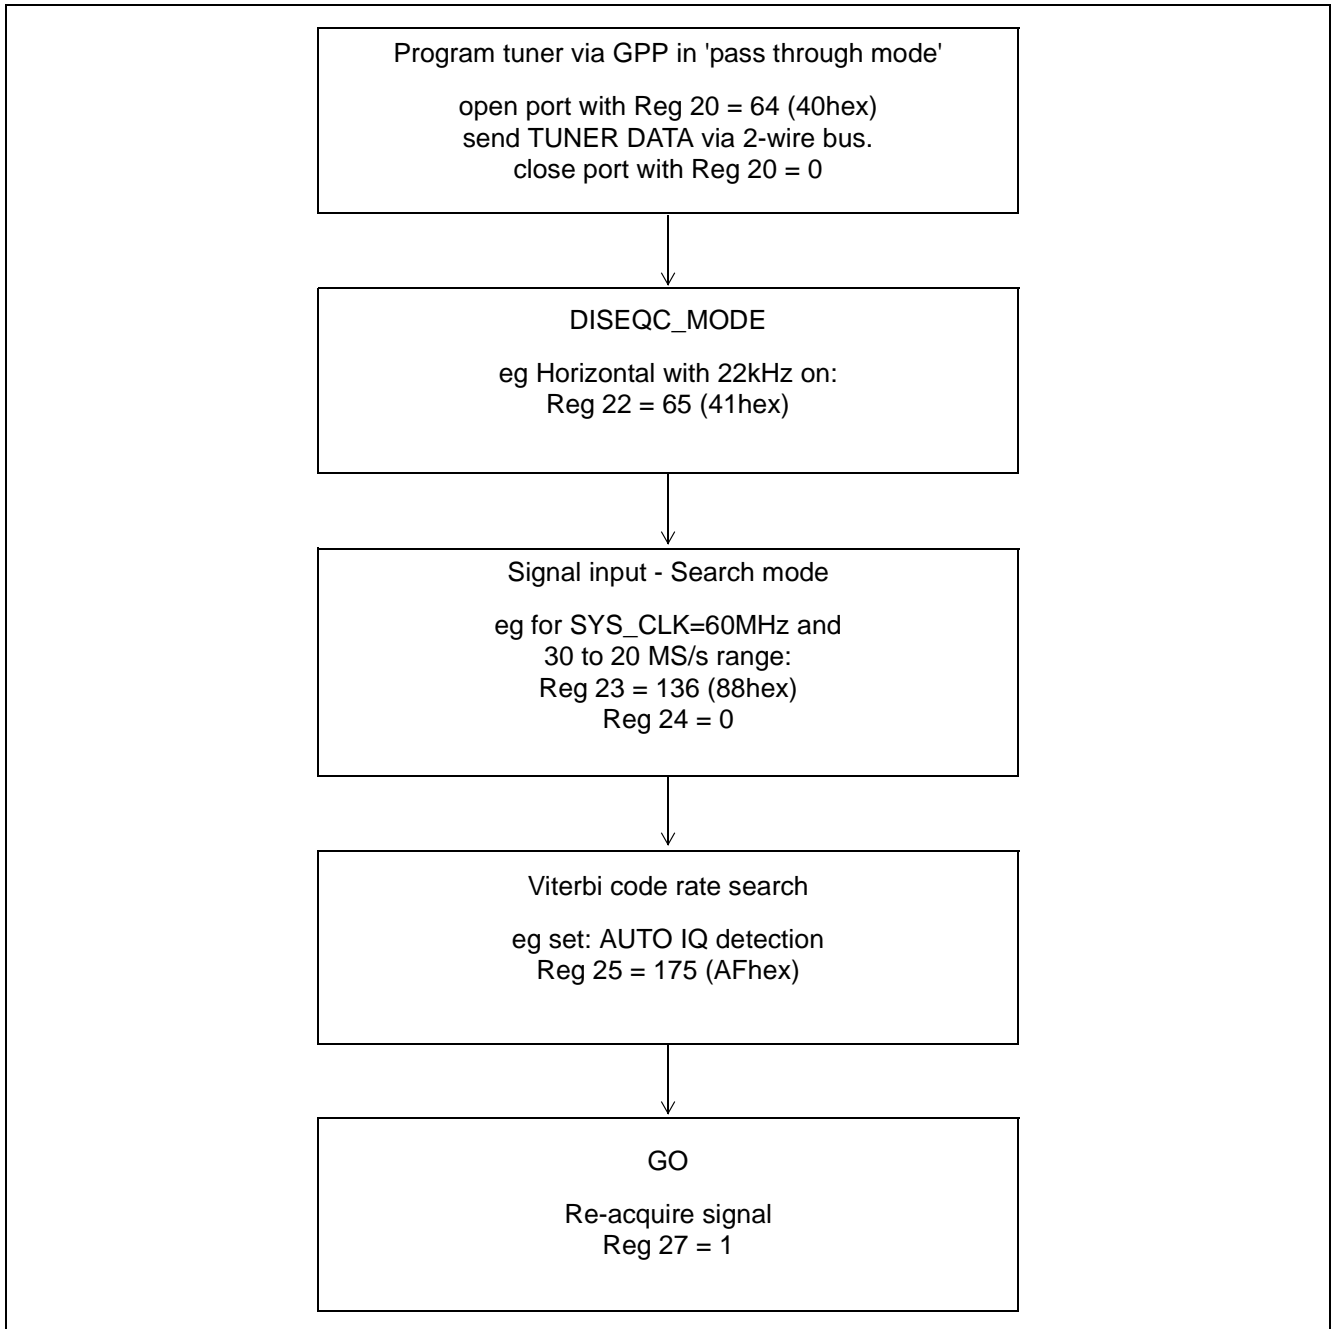 Program tuner via GPP in 'pass through mode'
open port with Reg 20 = 64 (40hex)
send TUNER DATA via 2-wire bus.
close port with Reg 20 = 0
DISEQC_MODE
eg Horizontal with 22kHz on:
Reg 22 = 65 (41hex)
Signal input - Search mode
eg for SYS_CLK=60MHz and
30 to 20 MS/s range:
Reg 23 = 136 (88hex)
Reg 24 = 0
Viterbi code rate search
eg set: AUTO IQ detection
Reg 25 = 175 (AFhex)
GO
Re-acquire signal
Reg 27 = 1